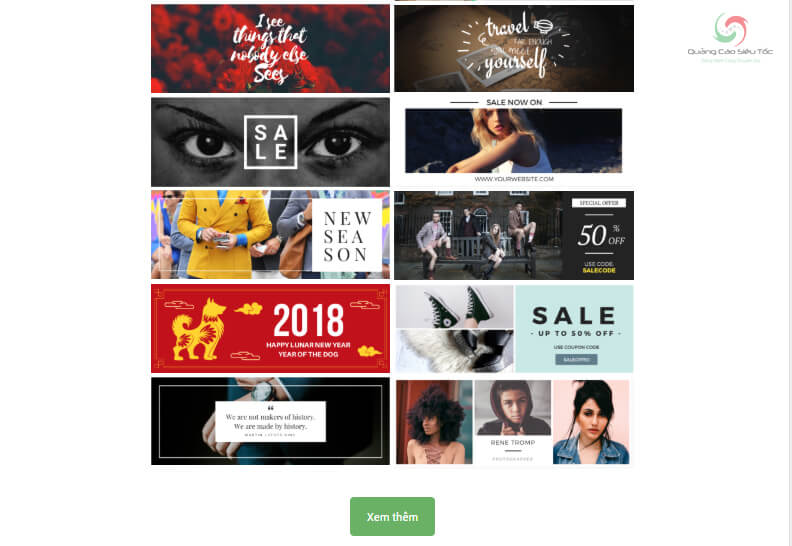 I see
things that
nobody else
Sees
travel
FAR ENOUGH
YOU MEET
yourself
Quảng Cáo Siêu Tốc
SA
LE
SALE NOW ON
WWW.YOURWEBSITE.COM
NEW
SEA
SON
SPECIAL OFFER
50 % OFF
USE CODE:
SALECODE
2018
HAPPY LUNAR NEW YEAR
YEAR OF THE DOG
SALE
- UP TO 50% OFF -
USE COUPON CODE
“
We are not makers of history.
We are made by history.
MARTIN LUTHER KING
RENE TROMP
PHOTOGRAPHER
Xem thêm